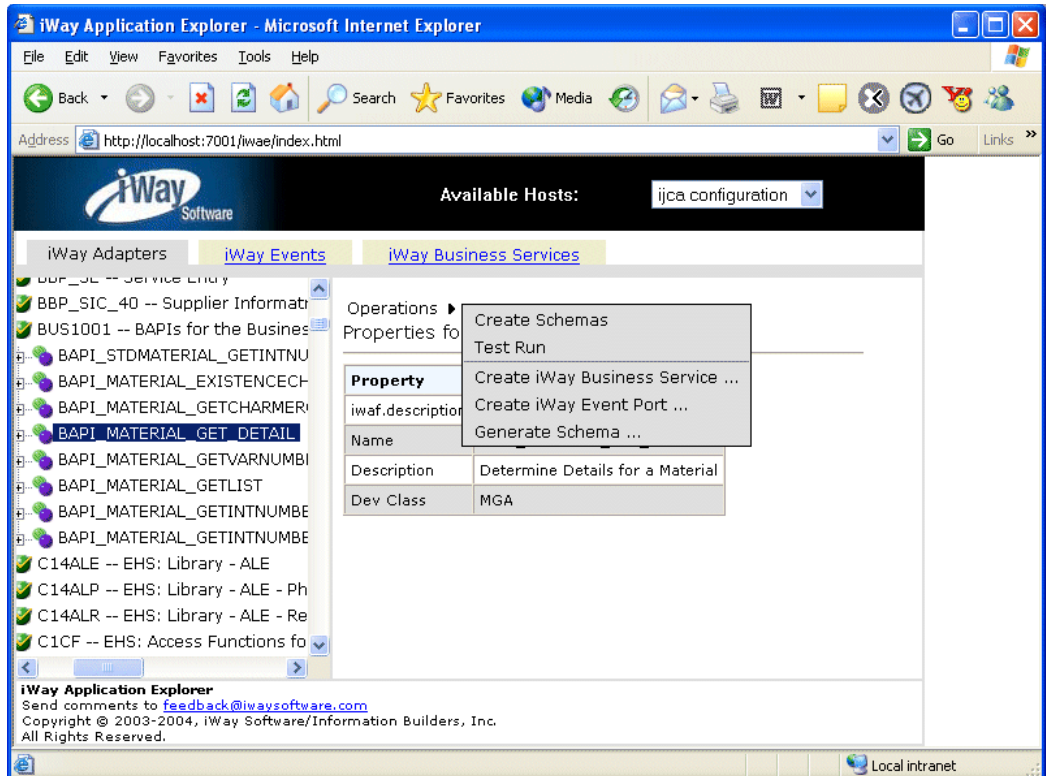 iWay Application Explorer - Microsoft Internet Explorer
File Edit View Favorites Tools Help
Back Search Favorites Media
Address http://localhost:7001/iwae/index.html Go Links »
iWay Software
Available Hosts: ijca configuration
iWay Adapters iWay Events iWay Business Services
Service Entry
BBP_SIC_40 -- Supplier Informatr
BUS1001 -- BAPIs for the Busines
BAPI_STDMATERIAL_GETINTNU
BAPI_MATERIAL_EXISTENCECH
BAPI_MATERIAL_GETCHARMER
BAPI_MATERIAL_GET_DETAIL
BAPI_MATERIAL_GETVARNUMB
BAPI_MATERIAL_GETLIST
BAPI_MATERIAL_GETINTNUMBE
BAPI_MATERIAL_GETINTNUMBE
C14ALE -- EHS: Library - ALE
C14ALP -- EHS: Library - ALE - Ph
C14ALR -- EHS: Library - ALE - Re
C1CF -- EHS: Access Functions fo
Operations
Properties fo
Create Schemas
Test Run
Create iWay Business Service ...
Create iWay Event Port ...
Generate Schema ...
Property
iwaf.description
Name
Description Determine Details for a Material
Dev Class MGA
iWay Application Explorer
Send comments to feedback@iwaysoftware.com
Copyright © 2003-2004, iWay Software/Information Builders, Inc.
All Rights Reserved.
Local intranet